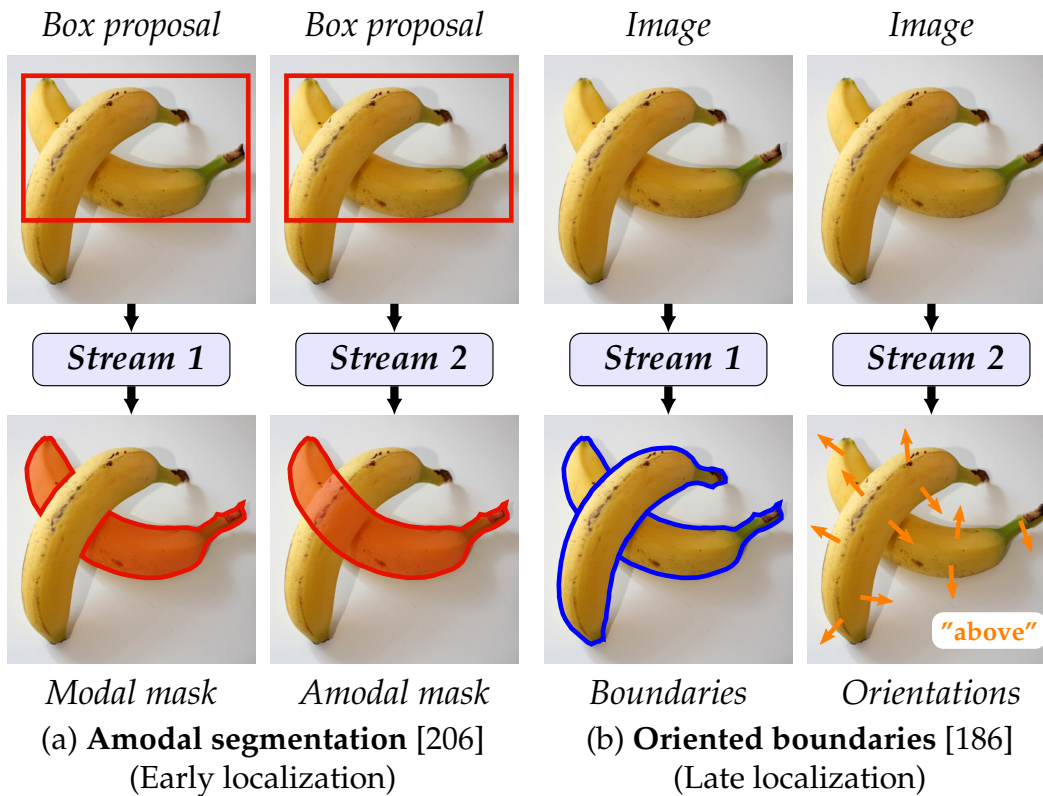 Box proposal Box proposal Image Image
Stream 1 Stream 2 Stream 1 Stream 2
"above"
Modal mask Amodal mask Boundaries Orientations
(a) Amodal segmentation [206] (b) Oriented boundaries [186]
(Early localization) (Late localization)